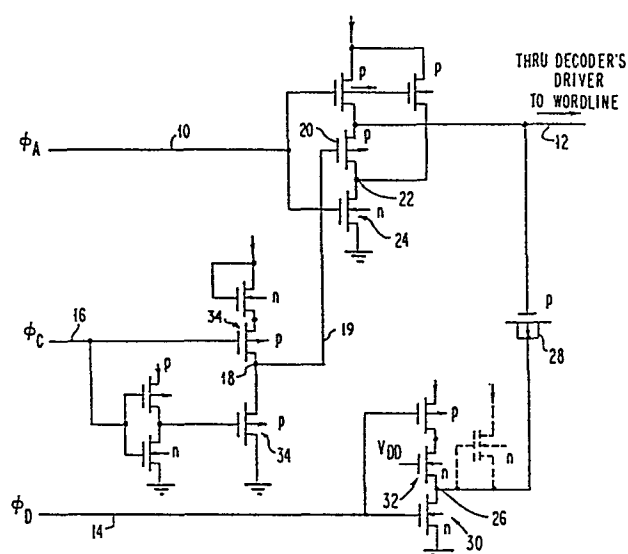 P
P
THRU DECODER'S
DRIVER
TO WORDLINE
12
ϕA
10
20
P
22
n
24
n
ϕC
16
34
P
19
18
P
P
34
n
P
28
P
VDD
n
n
32
26
ϕD
14
n
30